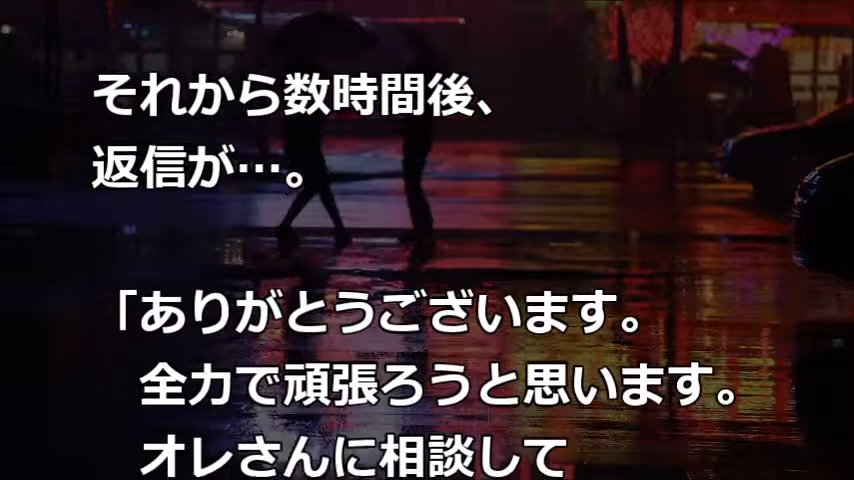 それから数時間後、
返信が…。
「ありがとうございます。
全力で頑張ろうと思います。
オレさんに相談して